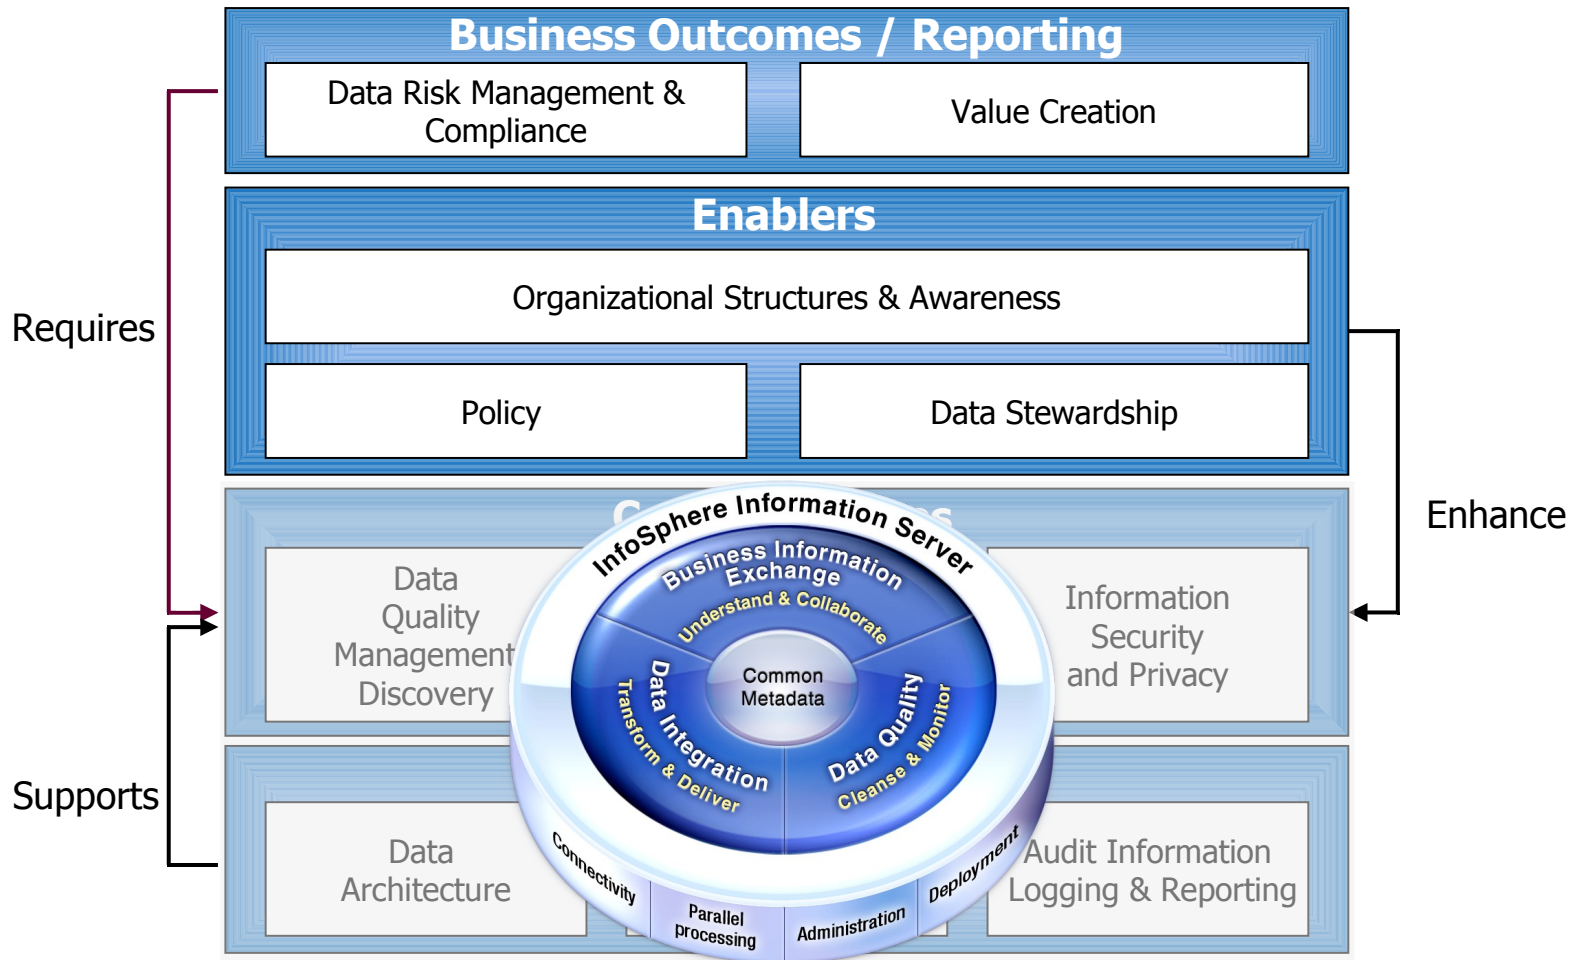 Business Outcomes / Reporting
Data Risk Management &
Compliance
Value Creation
Enablers
Organizational Structures & Awareness
Policy
Data Stewardship
Requires
Enhance
Supports
Data
Quality
Management
Discovery
Information
Security
and Privacy
Data
Architecture
Audit Information
Logging & Reporting
InfoSphere Information Server
Business Information
Exchange
Understand & Collaborate
Data Integration
Transform & Deliver
Data Quality
Cleanse & Monitor
Common
Metadata
Connectivity
Parallel
processing
Administration
Deployment